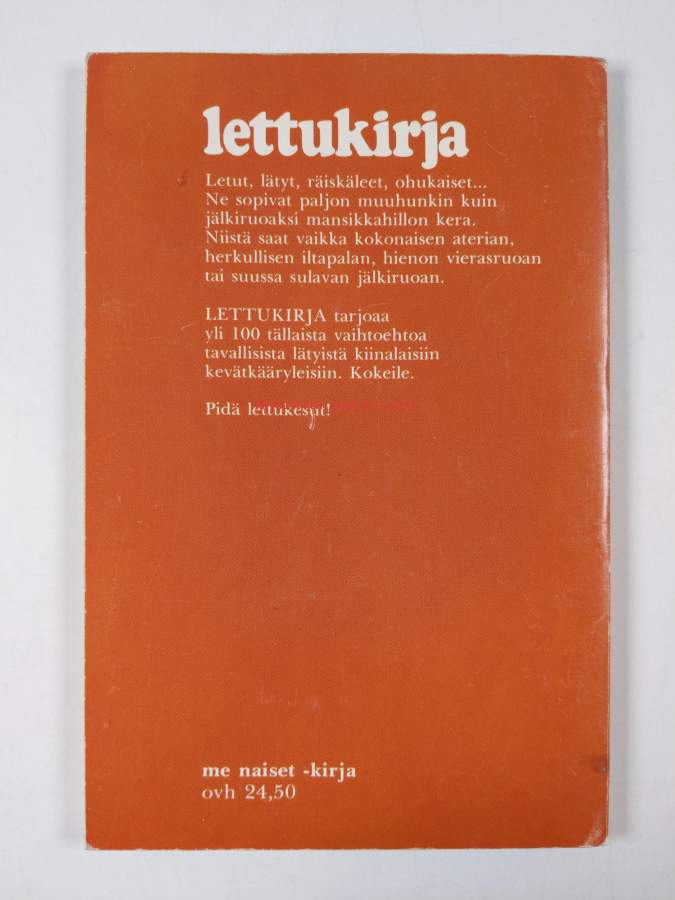 lettukirja
Letut, lätyt, räiskäleet, ohukaiset...
Ne sopivat paljon muuhunkin kuin
jälkiruoaksi mansikkahillon kera.
Niistä saat vaikka kokonaisen aterian,
herkullisen iltapalan, hienon vierasruoan
tai suussa sulavan jälkiruoan.
LETTUKIRJA tarjoaa
yli 100 tällaista vaihtoehtoa
tavallisista lätyistä kiinalaisiin
kevätkääryleisiin. Kokeile.
Pidä lettukesut!
me naiset -kirja
ovh 24,50